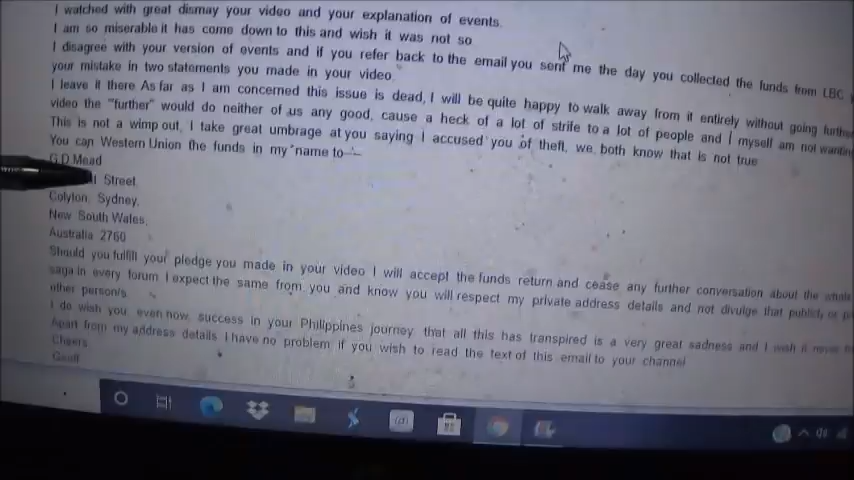 I watched with great dismay your video and your explanation of events.
I am so miserable it has come down to this and wish it was not so
I disagree with your version of events and if you refer back to the email you sent me the day you collected the funds from LBC
your mistake in two statements you made in your video
I leave it there As far as I am concerned this issue is dead, I will be quite happy to walk away from it entirely without going further
video the "further" would do neither of us any good, cause a heck of a lot of strife to a lot of people and I myself am not wanting
This is not a wimp out, I take great umbrage at you saying I accused you of theft, we both know that is not true
You can Western Union the funds in my name to---
G.D.Mead
Street.
Colyton. Sydney.
New South Wales.
Australia 2760
Should you fulfill your pledge you made in your video I will accept the funds return and cease any further conversation about the whole
saga in every forum I expect the same from you and know you will respect my private address details and not divulge that publicly or
other person/s.
I do wish you, even now, success in your Philippines journey, that all this has transpired is a very great sadness and I wish it never
Apart from my address details I have no problem if you wish to read the text of this email to your channel
Cheers
Geoff